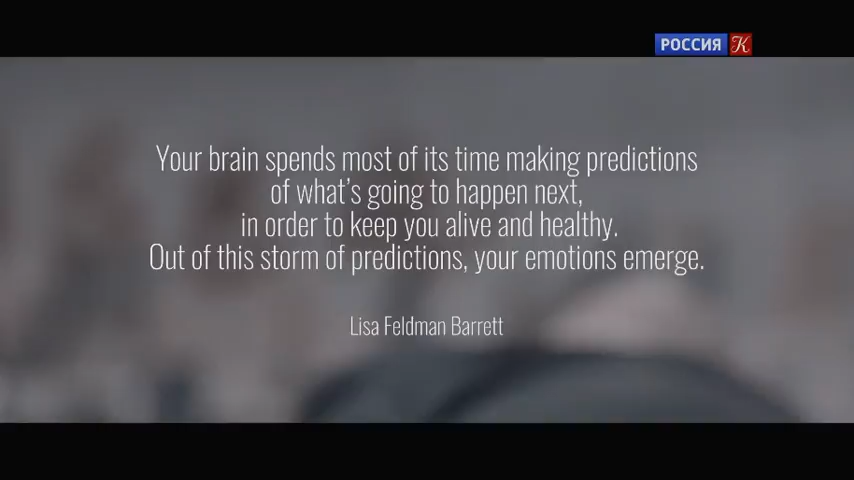 РОССИЯ К
Your brain spends most of its time making predictions
of what's going to happen next,
in order to keep you alive and healthy.
Out of this storm of predictions, your emotions emerge.
Lisa Feldman Barrett